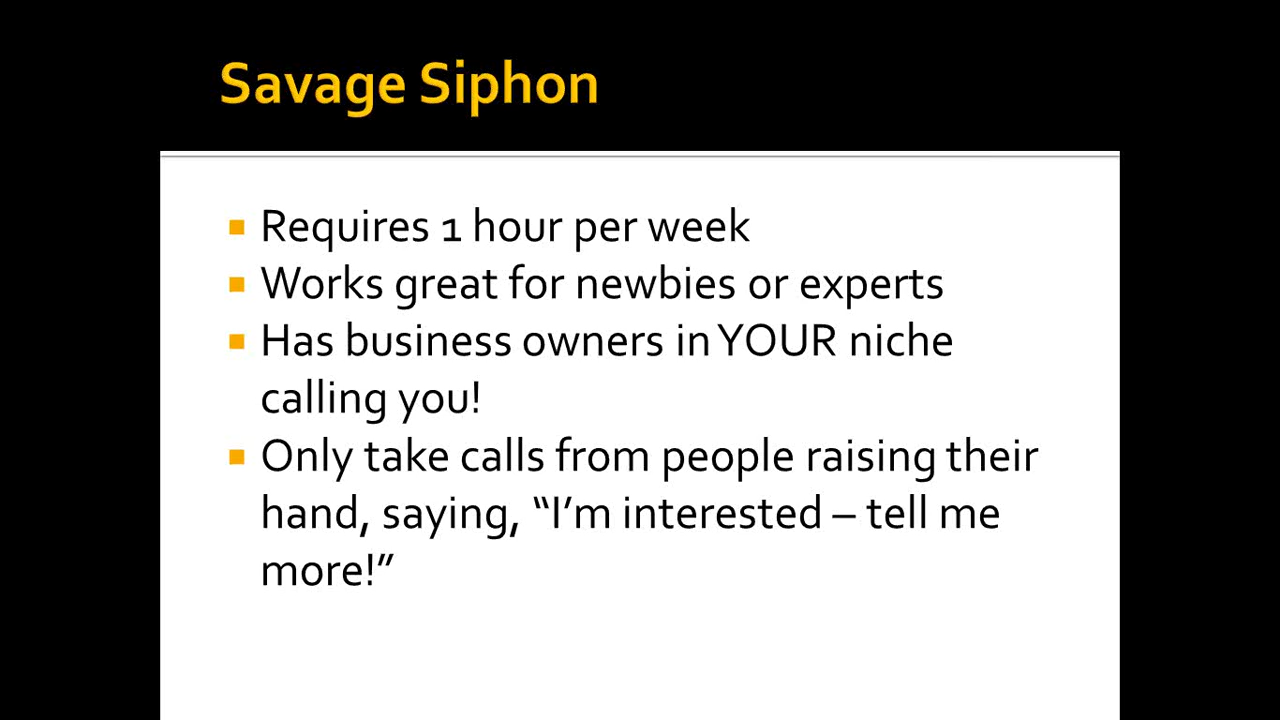 Savage Siphon
Requires 1 hour per week
Works great for newbies or experts
Has business owners in YOUR niche
calling you!
Only take calls from people raising their
hand, saying, “I’m interested – tell me
more!”